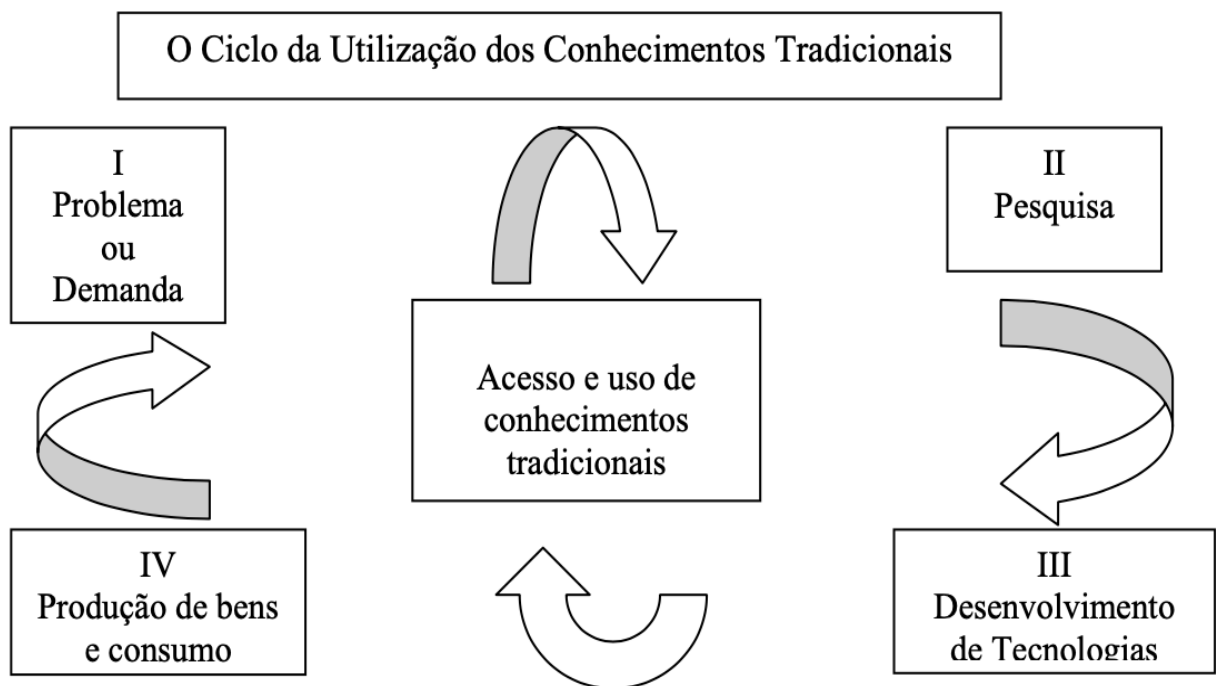 O Ciclo da Utilização dos Conhecimentos Tradicionais
I
Problema
ou
Demanda
II
Pesquisa
Acesso e uso de
conhecimentos
tradicionais
IV
Produção de bens
e consumo
III
Desenvolvimento
de Tecnologias